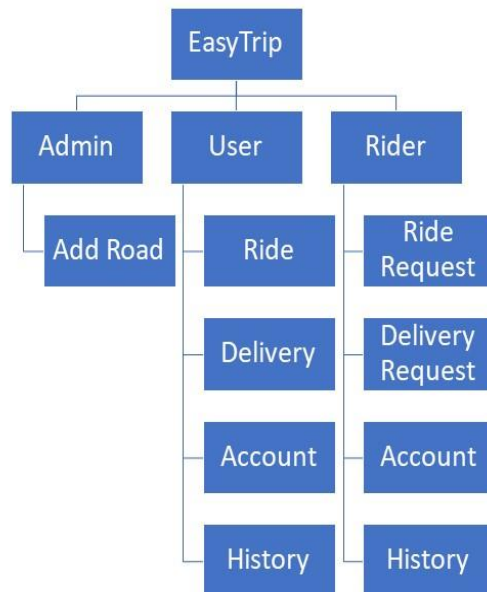 EasyTrip
Admin
User
Rider
Add Road
Ride
Ride
Request
Delivery
Delivery
Request
Account
Account
History
History